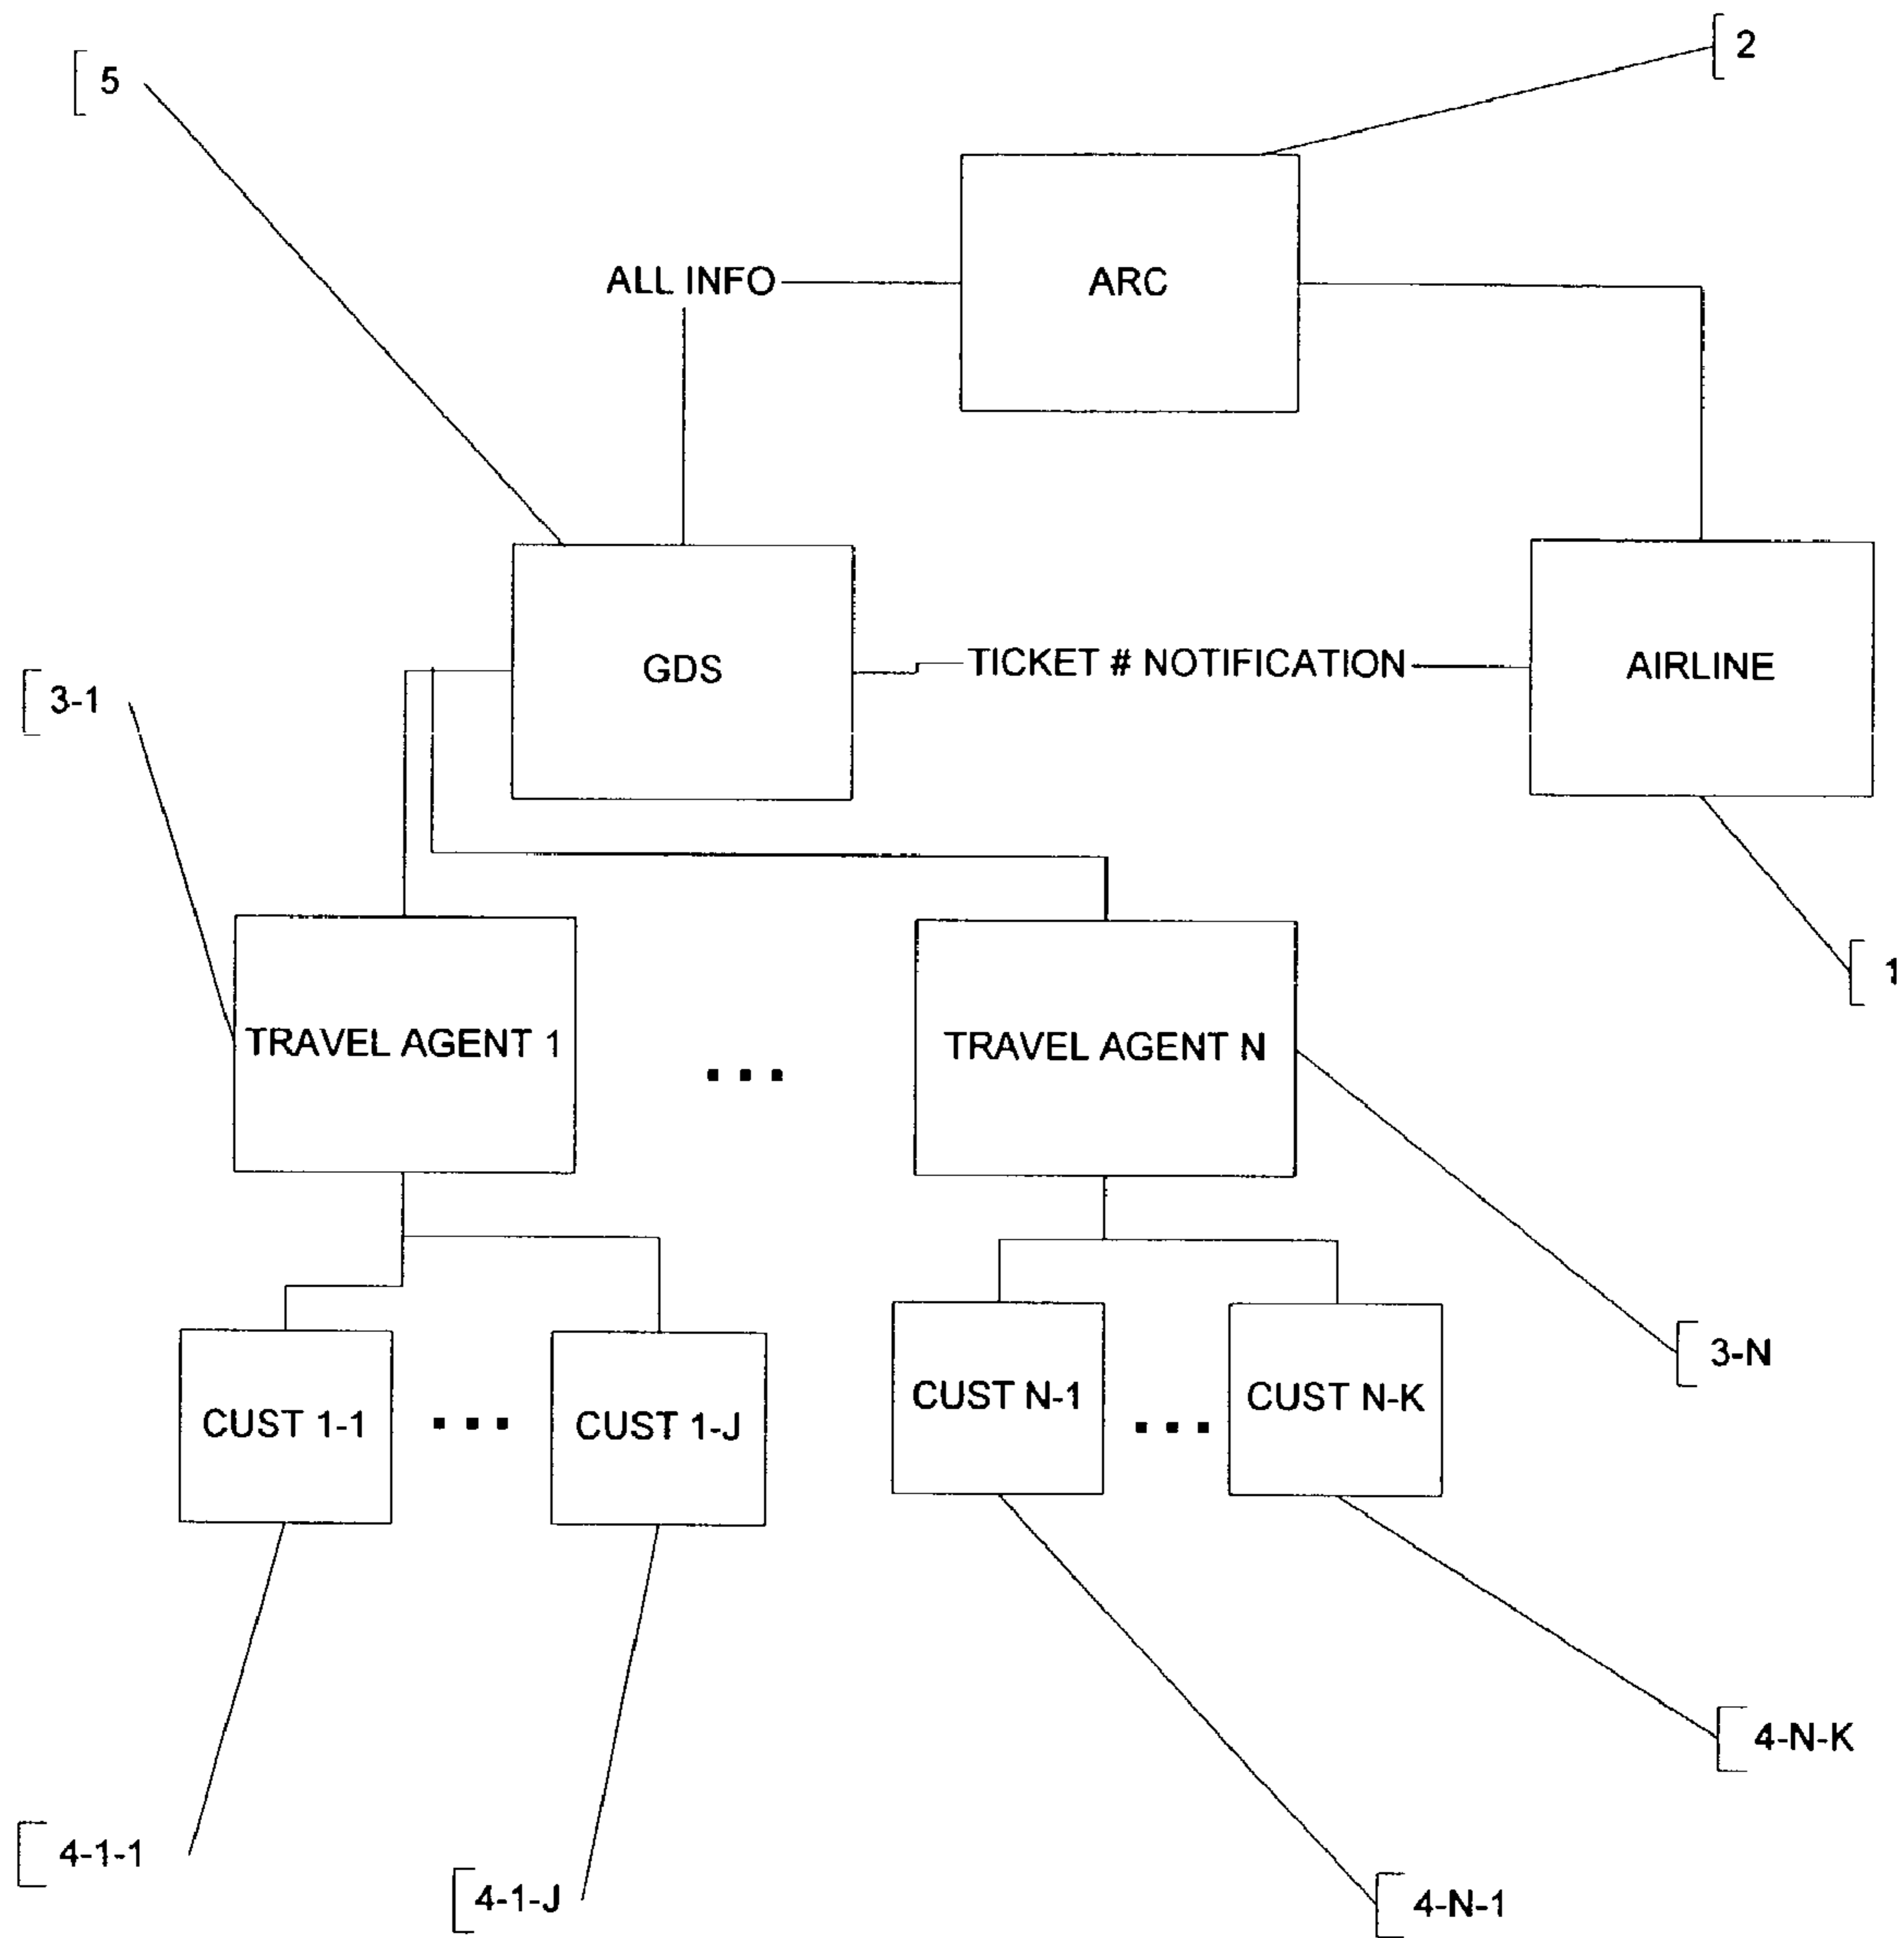 2
5
ALL INFO
ARC
GDS
TICKET # NOTIFICATION
AIRLINE
3-1
1
TRAVEL AGENT 1
...
TRAVEL AGENT N
3-N
CUST 1-1
...
CUST 1-J
CUST N-1
...
CUST N-K
4-N-K
4-1-1
4-1-J
4-N-1